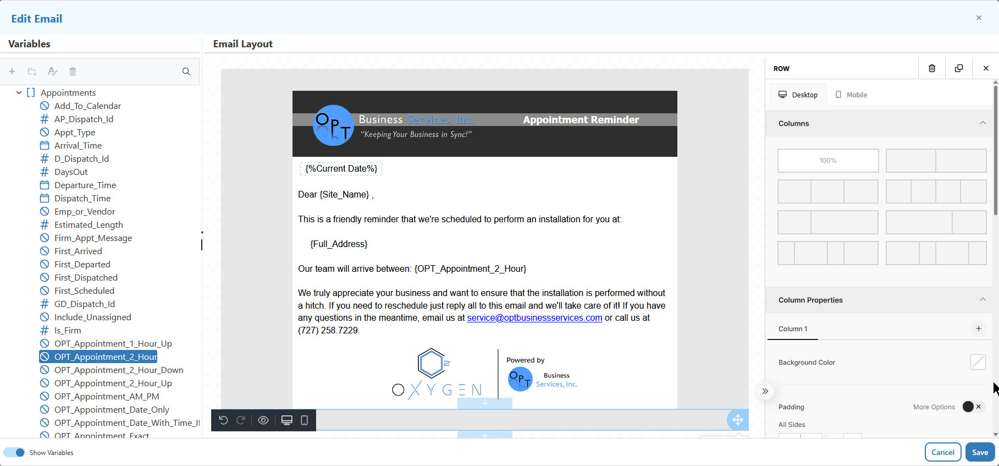 Edit Email
Variables
Email Layout
Appointments
Add_To_Calendar
AP_Dispatch_Id
Appt_Type
Arrival_Time
D_Dispatch_Id
DaysOut
Departure_Time
Dispatch_Time
Emp_or_Vendor
Estimated_Length
Firm_Appt_Message
First_Arrived
First_Departed
First_Dispatched
First_Scheduled
GD_Dispatch_Id
Include_Unassigned
Is_Firm
OPT_Appointment_1_Hour_Up
OPT_Appointment_2_Hour
OPT_Appointment_2_Hour_Down
OPT_Appointment_2_Hour_Up
OPT_Appointment_AM_PM
OPT_Appointment_Date_Only
OPT_Appointment_Date_With_Time_If
OPT_Appointment_Exact
Show Variables
OPT
Business Services, Inc.
“Keeping Your Business in Sync!”
Appointment Reminder
{%Current Date%}
Dear {Site_Name} ,
This is a friendly reminder that we're scheduled to perform an installation for you at:
{Full_Address}
Our team will arrive between: {OPT_Appointment_2_Hour}
We truly appreciate your business and want to ensure that the installation is performed without
a hitch. If you need to reschedule just reply all to this email and we'll take care of it! If you have
any questions in the meantime, email us at service@optbusinessservices.com or call us at
(727) 258.7229.
2
OXYGEN
Powered by
OPT
Business
Services, Inc.
ROW
Desktop
Mobile
Columns
100%
Column Properties
Column 1
Background Color
Padding
More Options
All Sides
Cancel
Save